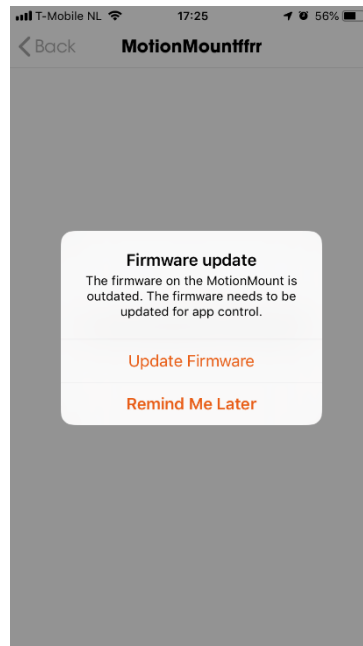 T-Mobile NL 17:25 56%
Back MotionMountffrr
Firmware update
The firmware on the MotionMount is
outdated. The firmware needs to be
updated for app control.
Update Firmware
Remind Me Later